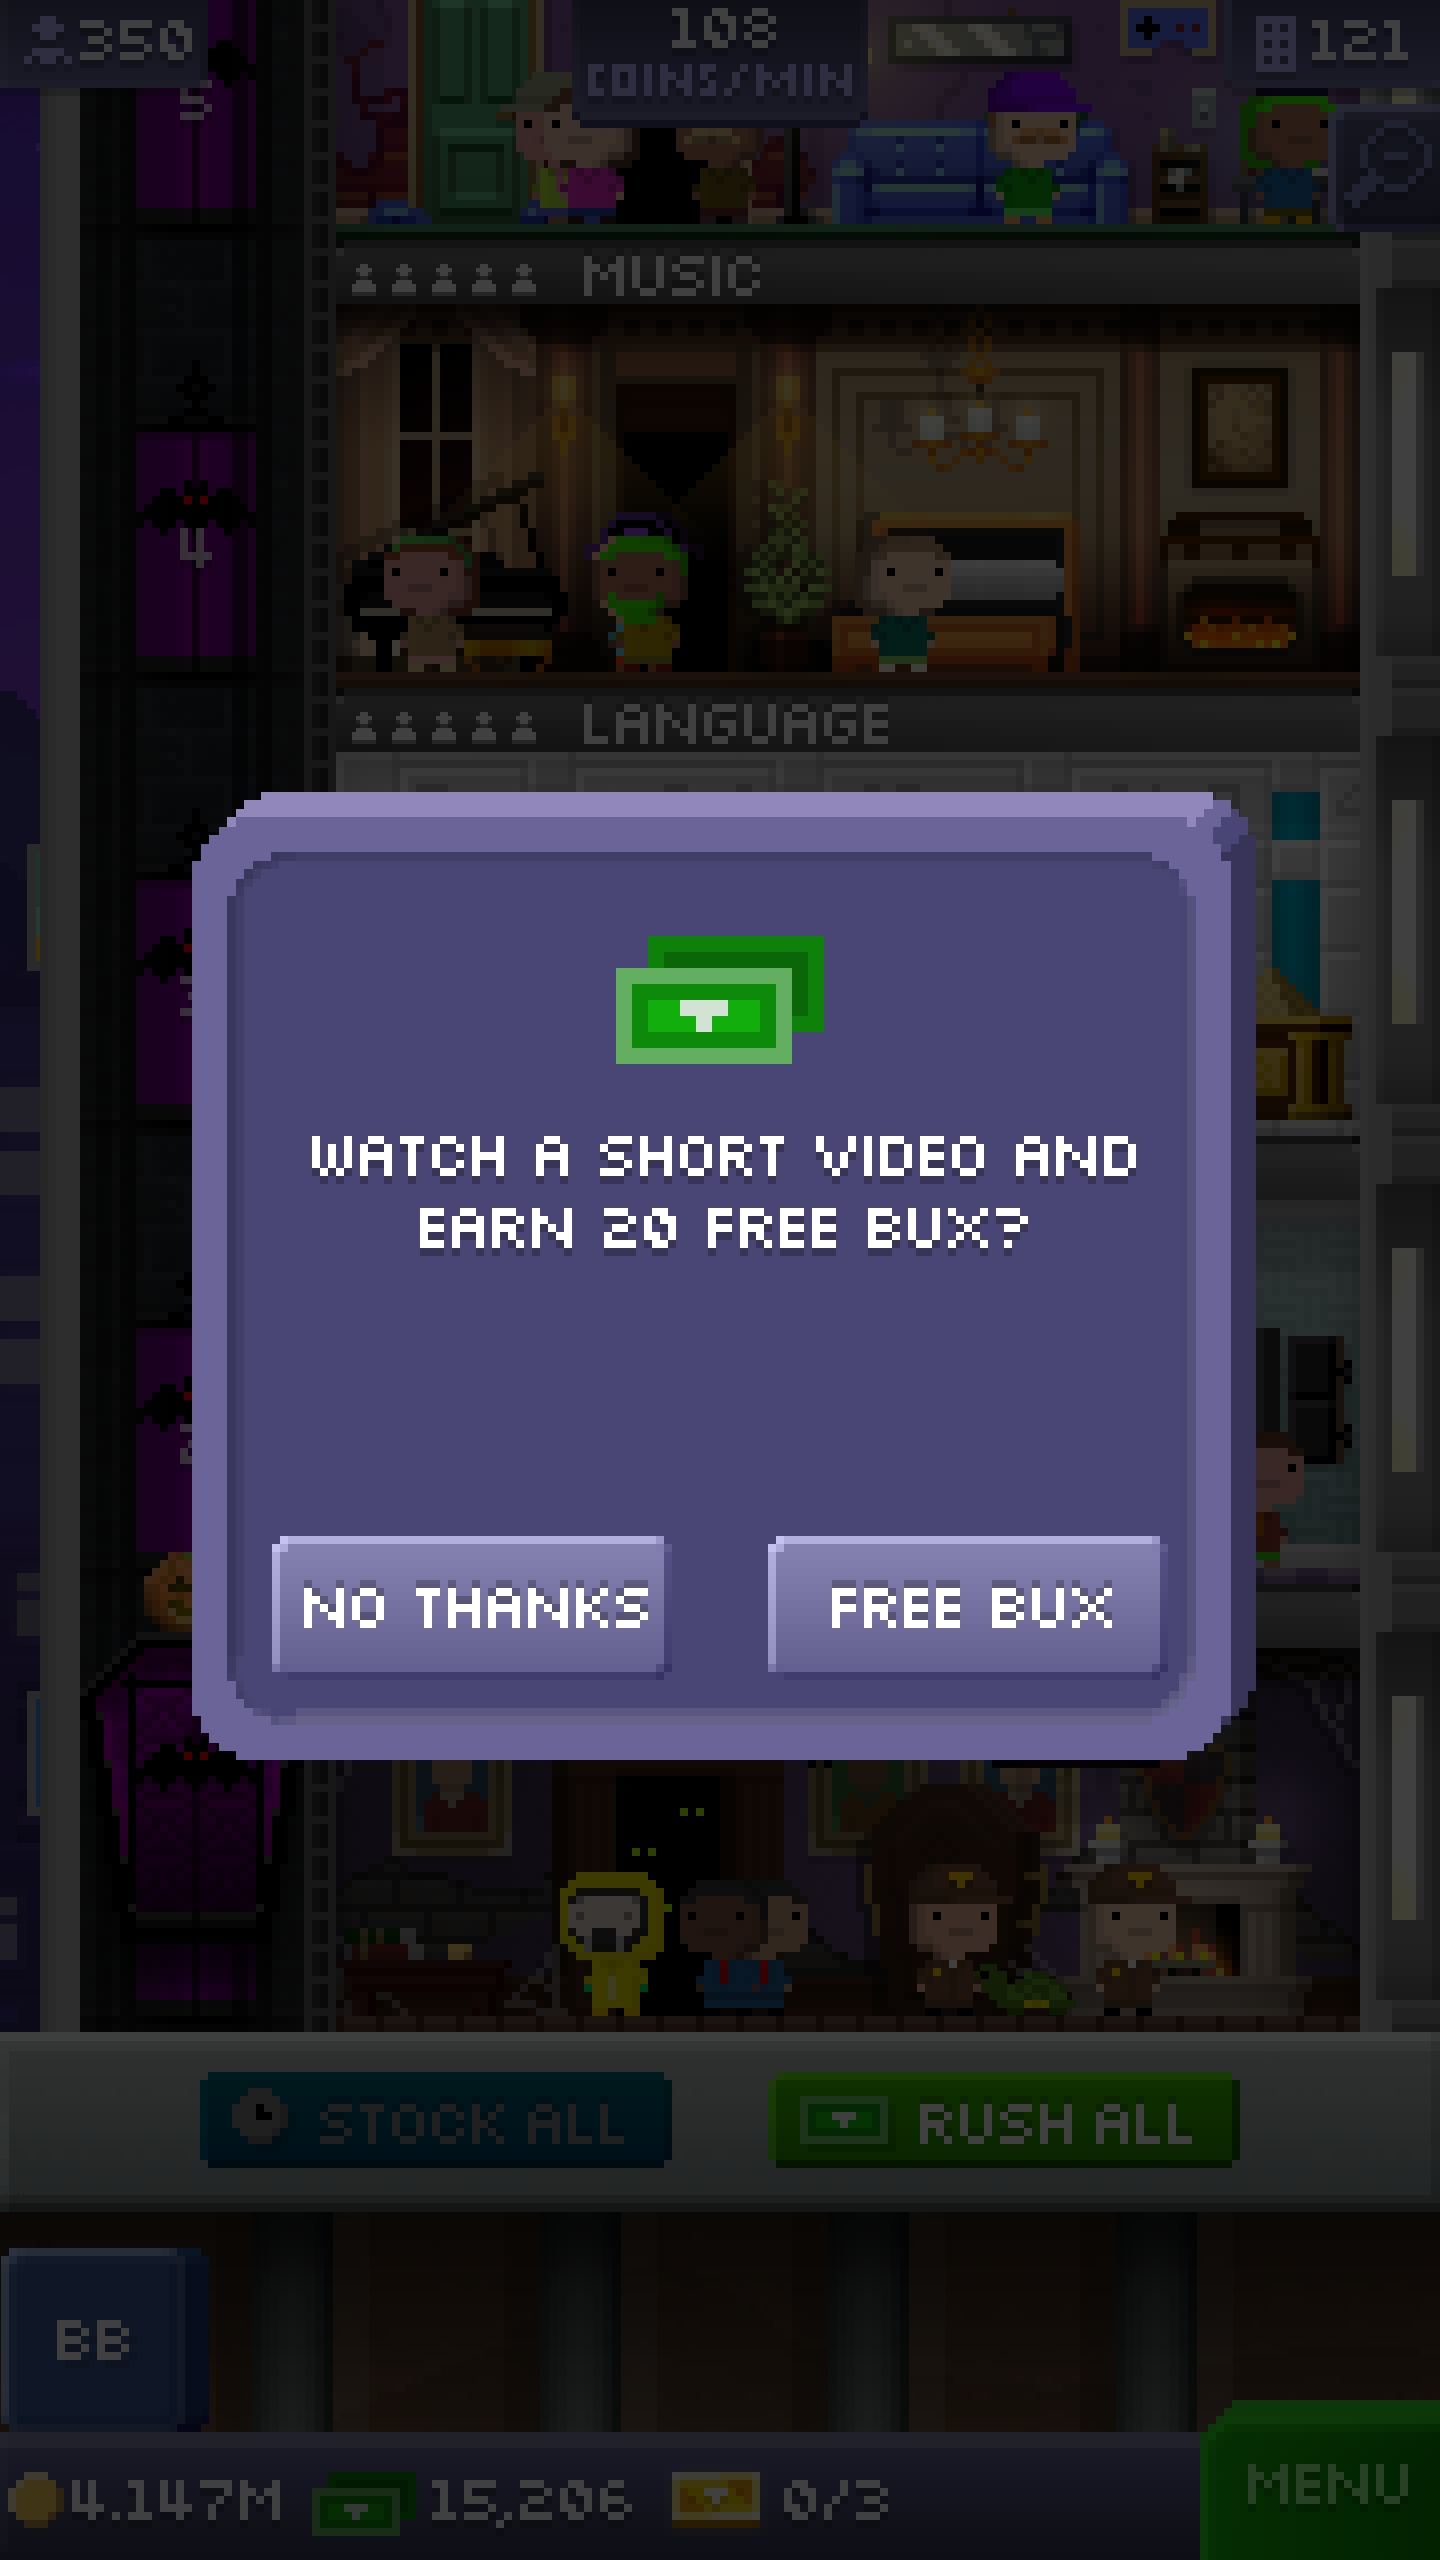 350
108
COINS/MIN
121
5
MUSIC
4
LANGUAGE
WATCH A SHORT VIDEO AND
EARN 20 FREE BUX?
NO THANKS
FREE BUX
STOCK ALL
RUSH ALL
BB
4.147M
15,206
0/3
MENU